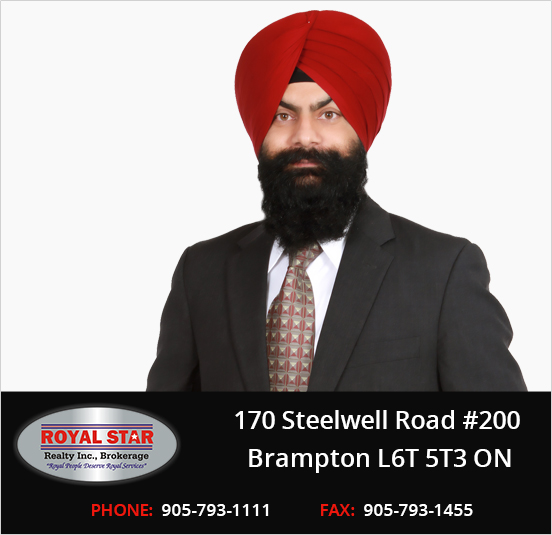 170 Steelwell Road #200
Brampton L6T 5T3 ON
ROYAL STAR
Realty Inc., Brokerage
"Royal People Deserve Royal Services"
PHONE: 905-793-1111 FAX: 905-793-1455